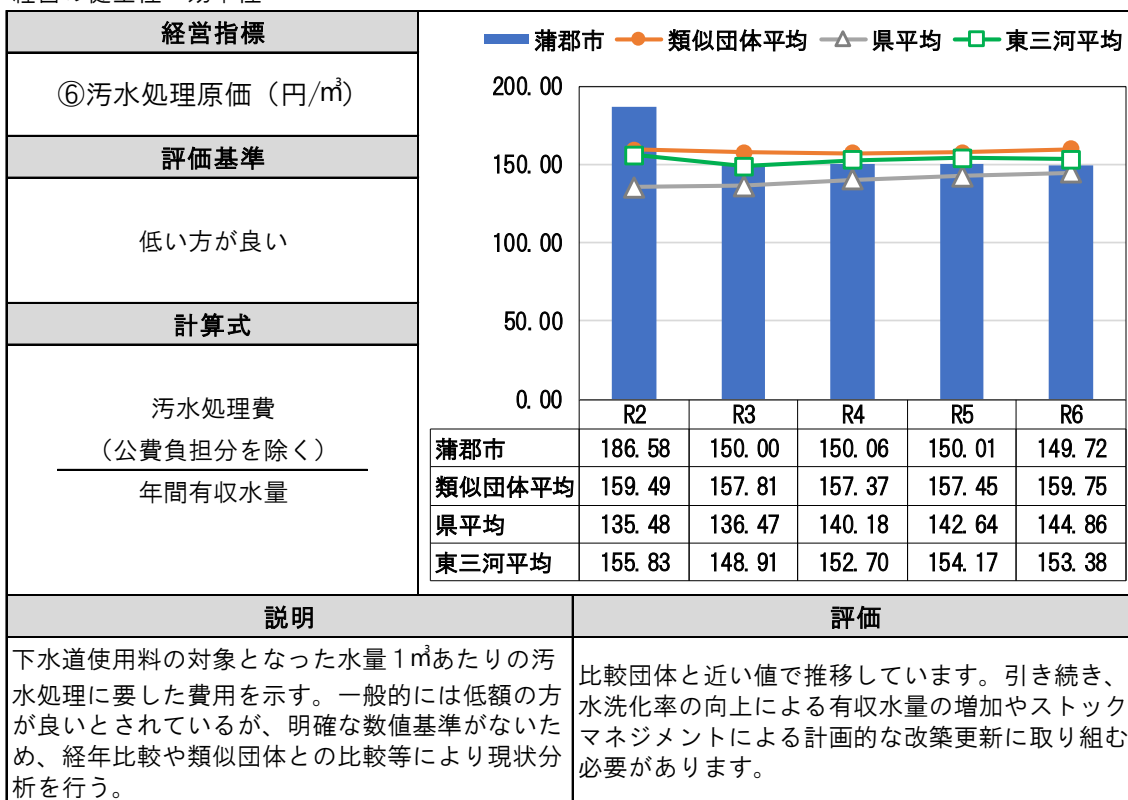 経営指標
⑥汚水処理原価（円/㎥）
評価基準
低い方が良い
計算式
汚水処理費
（公費負担分を除く）
年間有収水量
蒲郡市 類似団体平均 県平均 東三河平均
200.00
150.00
100.00
50.00
0.00
R2 R3 R4 R5 R6
蒲郡市 186.58 150.00 150.06 150.01 149.72
類似団体平均 159.49 157.81 157.37 157.45 159.75
県平均 135.48 136.47 140.18 142.64 144.86
東三河平均 155.83 148.91 152.70 154.17 153.38
説明
下水道使用料の対象となった水量１㎥あたりの汚
水処理に要した費用を示す。一般的には低額の方
が良いとされているが、明確な数値基準がないた
め、経年比較や類似団体との比較等により現状分
析を行う。
評価
比較団体と近い値で推移しています。引き続き、
水洗化率の向上による有収水量の増加やストック
マネジメントによる計画的な改築更新に取り組む
必要があります。